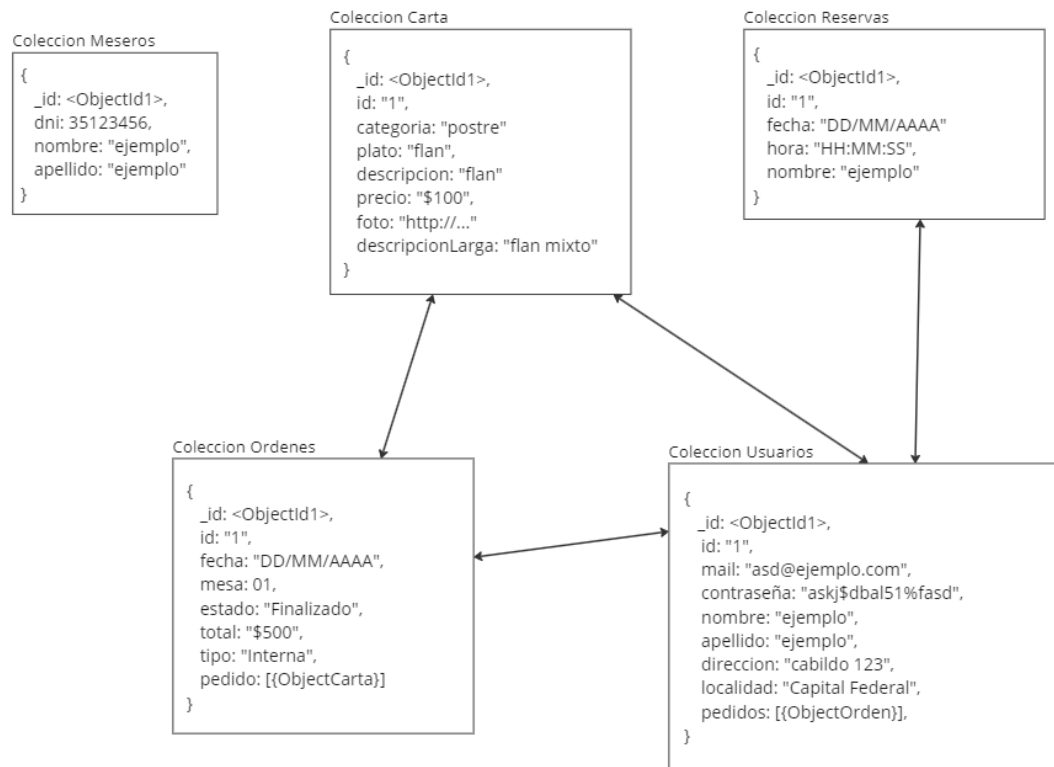 Coleccion Meseros
{
_id: <ObjectId1>,
dni: 35123456,
nombre: "ejemplo",
apellido: "ejemplo"
}
Coleccion Carta
{
_id: <ObjectId1>,
id: "1",
categoria: "postre"
plato: "flan",
descripcion: "flan"
precio: "$100",
foto: "http://..."
descripcionLarga: "flan mixto"
}
Coleccion Reservas
{
_id: <ObjectId1>,
id: "1",
fecha: "DD/MM/AAAA"
hora: "HH:MM:SS",
nombre: "ejemplo"
}
Coleccion Ordenes
{
_id: <ObjectId1>,
id: "1",
fecha: "DD/MM/AAAA",
mesa: 01,
estado: "Finalizado",
total: "$500",
tipo: "Interna",
pedido: [{ObjectCarta}]
}
Coleccion Usuarios
{
_id: <ObjectId1>,
id: "1",
mail: "asd@ejemplo.com",
contraseña: "askj$dbal51%fasd",
nombre: "ejemplo",
apellido: "ejemplo",
direccion: "cabildo 123",
localidad: "Capital Federal",
pedidos: [{ObjectOrden}],
}